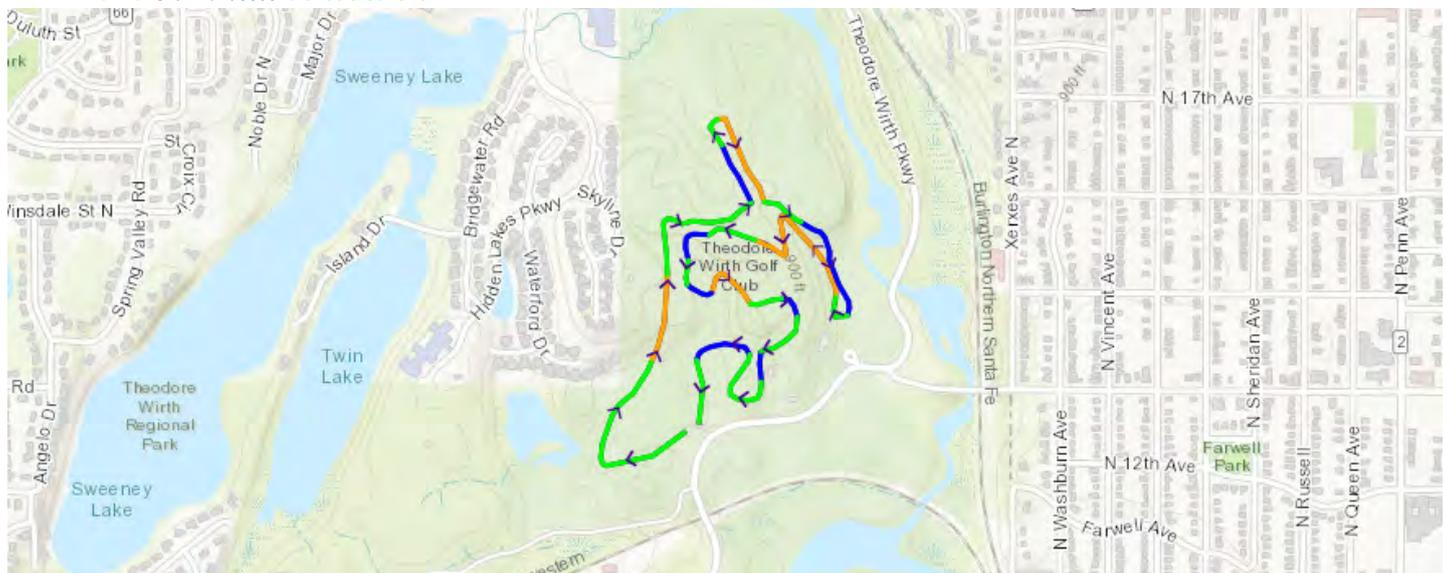 66
Duluth St
Major Dr
Noble Dr N
Sweeney Lake
Theodore Wirth Pkwy
900 ft
N 17th Ave
St
Croix Cir
Bridgewater Rd
Skyline Dr
Spring Valley Rd
Island Dr
Hidden Lakes Pkwy
Waterford Dr
Burlington Northern Santa Fe
Xerxes Ave N
N Penn Ave
Theodore
Wirth Golf
Club
900 ft
N Vincent Ave
N Sheridan Ave
2
Twin
Lake
Rd
Angelo Dr
Theodore
Wirth
Regional
Park
Sweeney
Lake
N Washburn Ave
N 12th Ave
Farwell
Park
N Russell
N Queen Ave
Farwell Ave